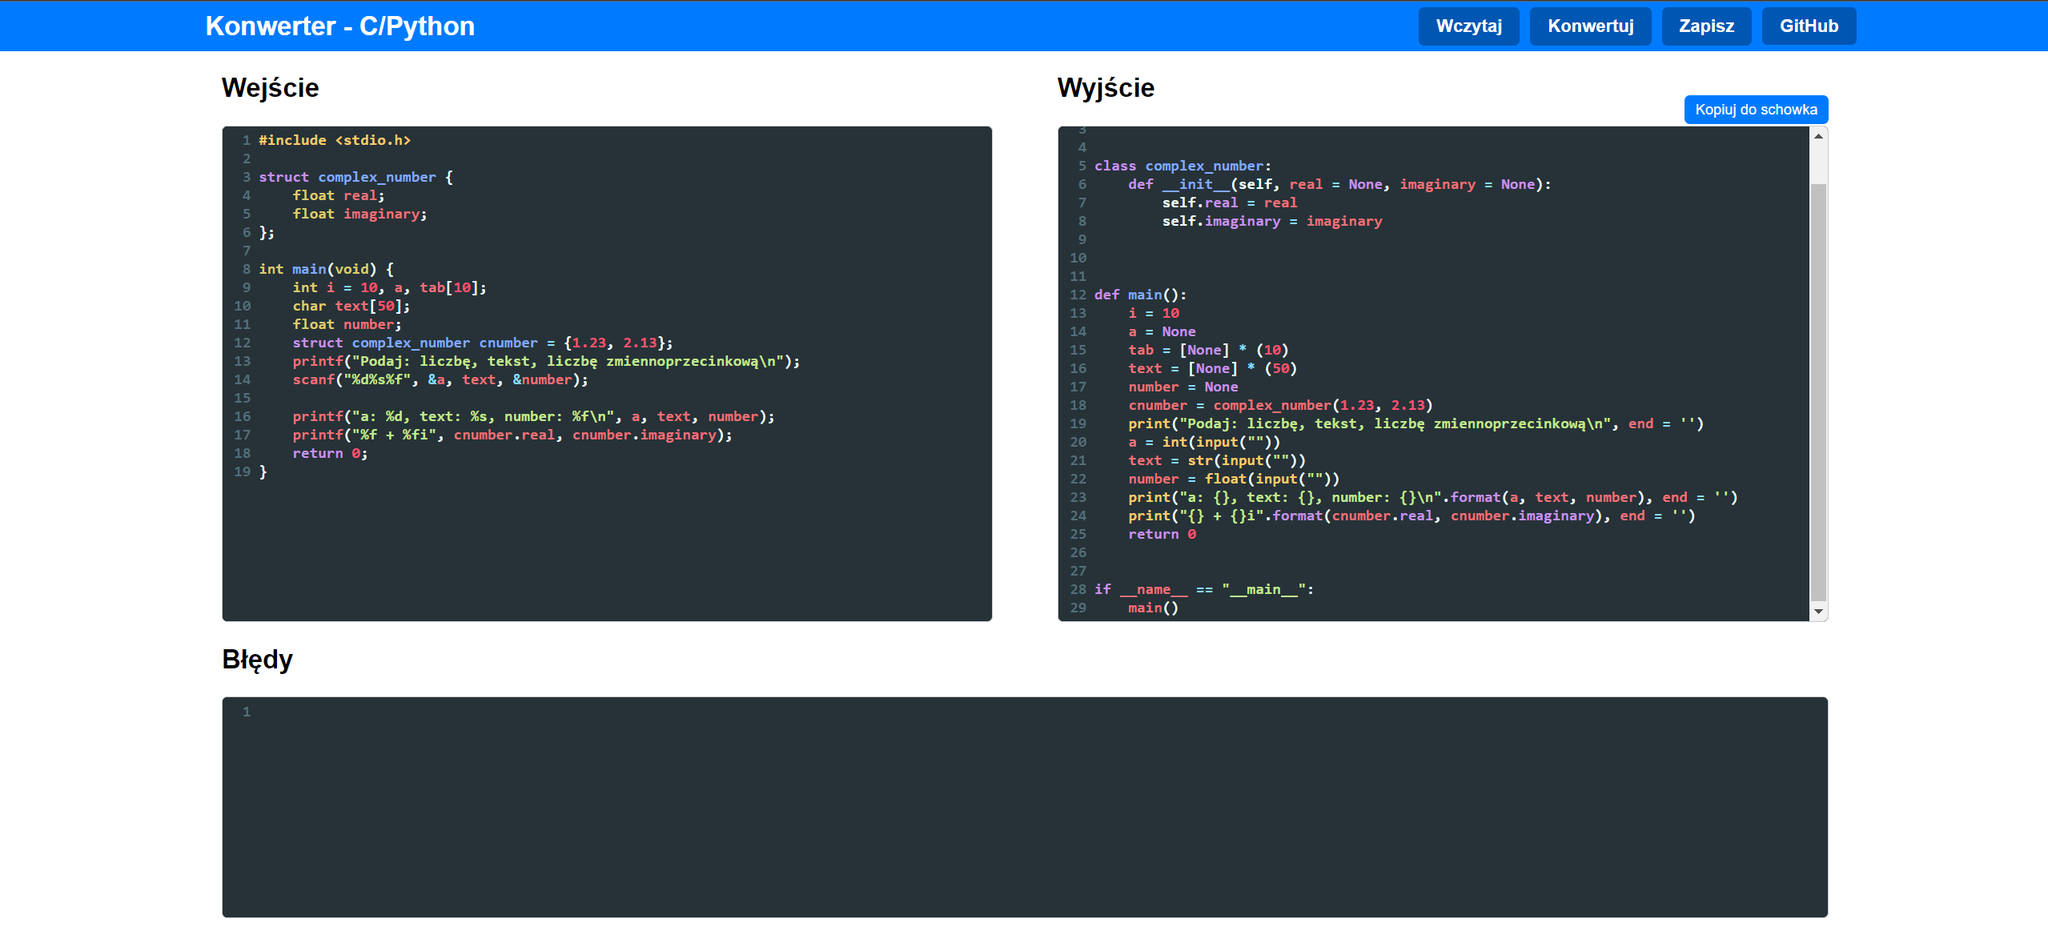 Konwerter - C/Python
Wczytaj
Konwertuj
Zapisz
GitHub
Wejście
1 #include <stdio.h>
2
3 struct complex_number {
4     float real;
5     float imaginary;
6 };
7
8 int main(void) {
9     int i = 10, a, tab[10];
10     char text[50];
11     float number;
12     struct complex_number cnumber = {1.23, 2.13};
13     printf("Podaj: liczbę, tekst, liczbę zmiennoprzecinkową\n");
14     scanf("%d%s%f", &a, text, &number);
15
16     printf("a: %d, text: %s, number: %f\n", a, text, number);
17     printf("%f + %fi", cnumber.real, cnumber.imaginary);
18     return 0;
19 }
Wyjście
Kopiuj do schowka
3
4
5 class complex_number:
6     def __init__(self, real = None, imaginary = None):
7         self.real = real
8         self.imaginary = imaginary
9
10
11
12 def main():
13     i = 10
14     a = None
15     tab = [None] * (10)
16     text = [None] * (50)
17     number = None
18     cnumber = complex_number(1.23, 2.13)
19     print("Podaj: liczbę, tekst, liczbę zmiennoprzecinkową\n", end = '')
20     a = int(input(""))
21     text = str(input(""))
22     number = float(input(""))
23     print("a: {}, text: {}, number: {}\n".format(a, text, number), end = '')
24     print("{} + {}i".format(cnumber.real, cnumber.imaginary), end = '')
25     return 0
26
27
28 if __name__ == "__main__":
29     main()
Błędy
1